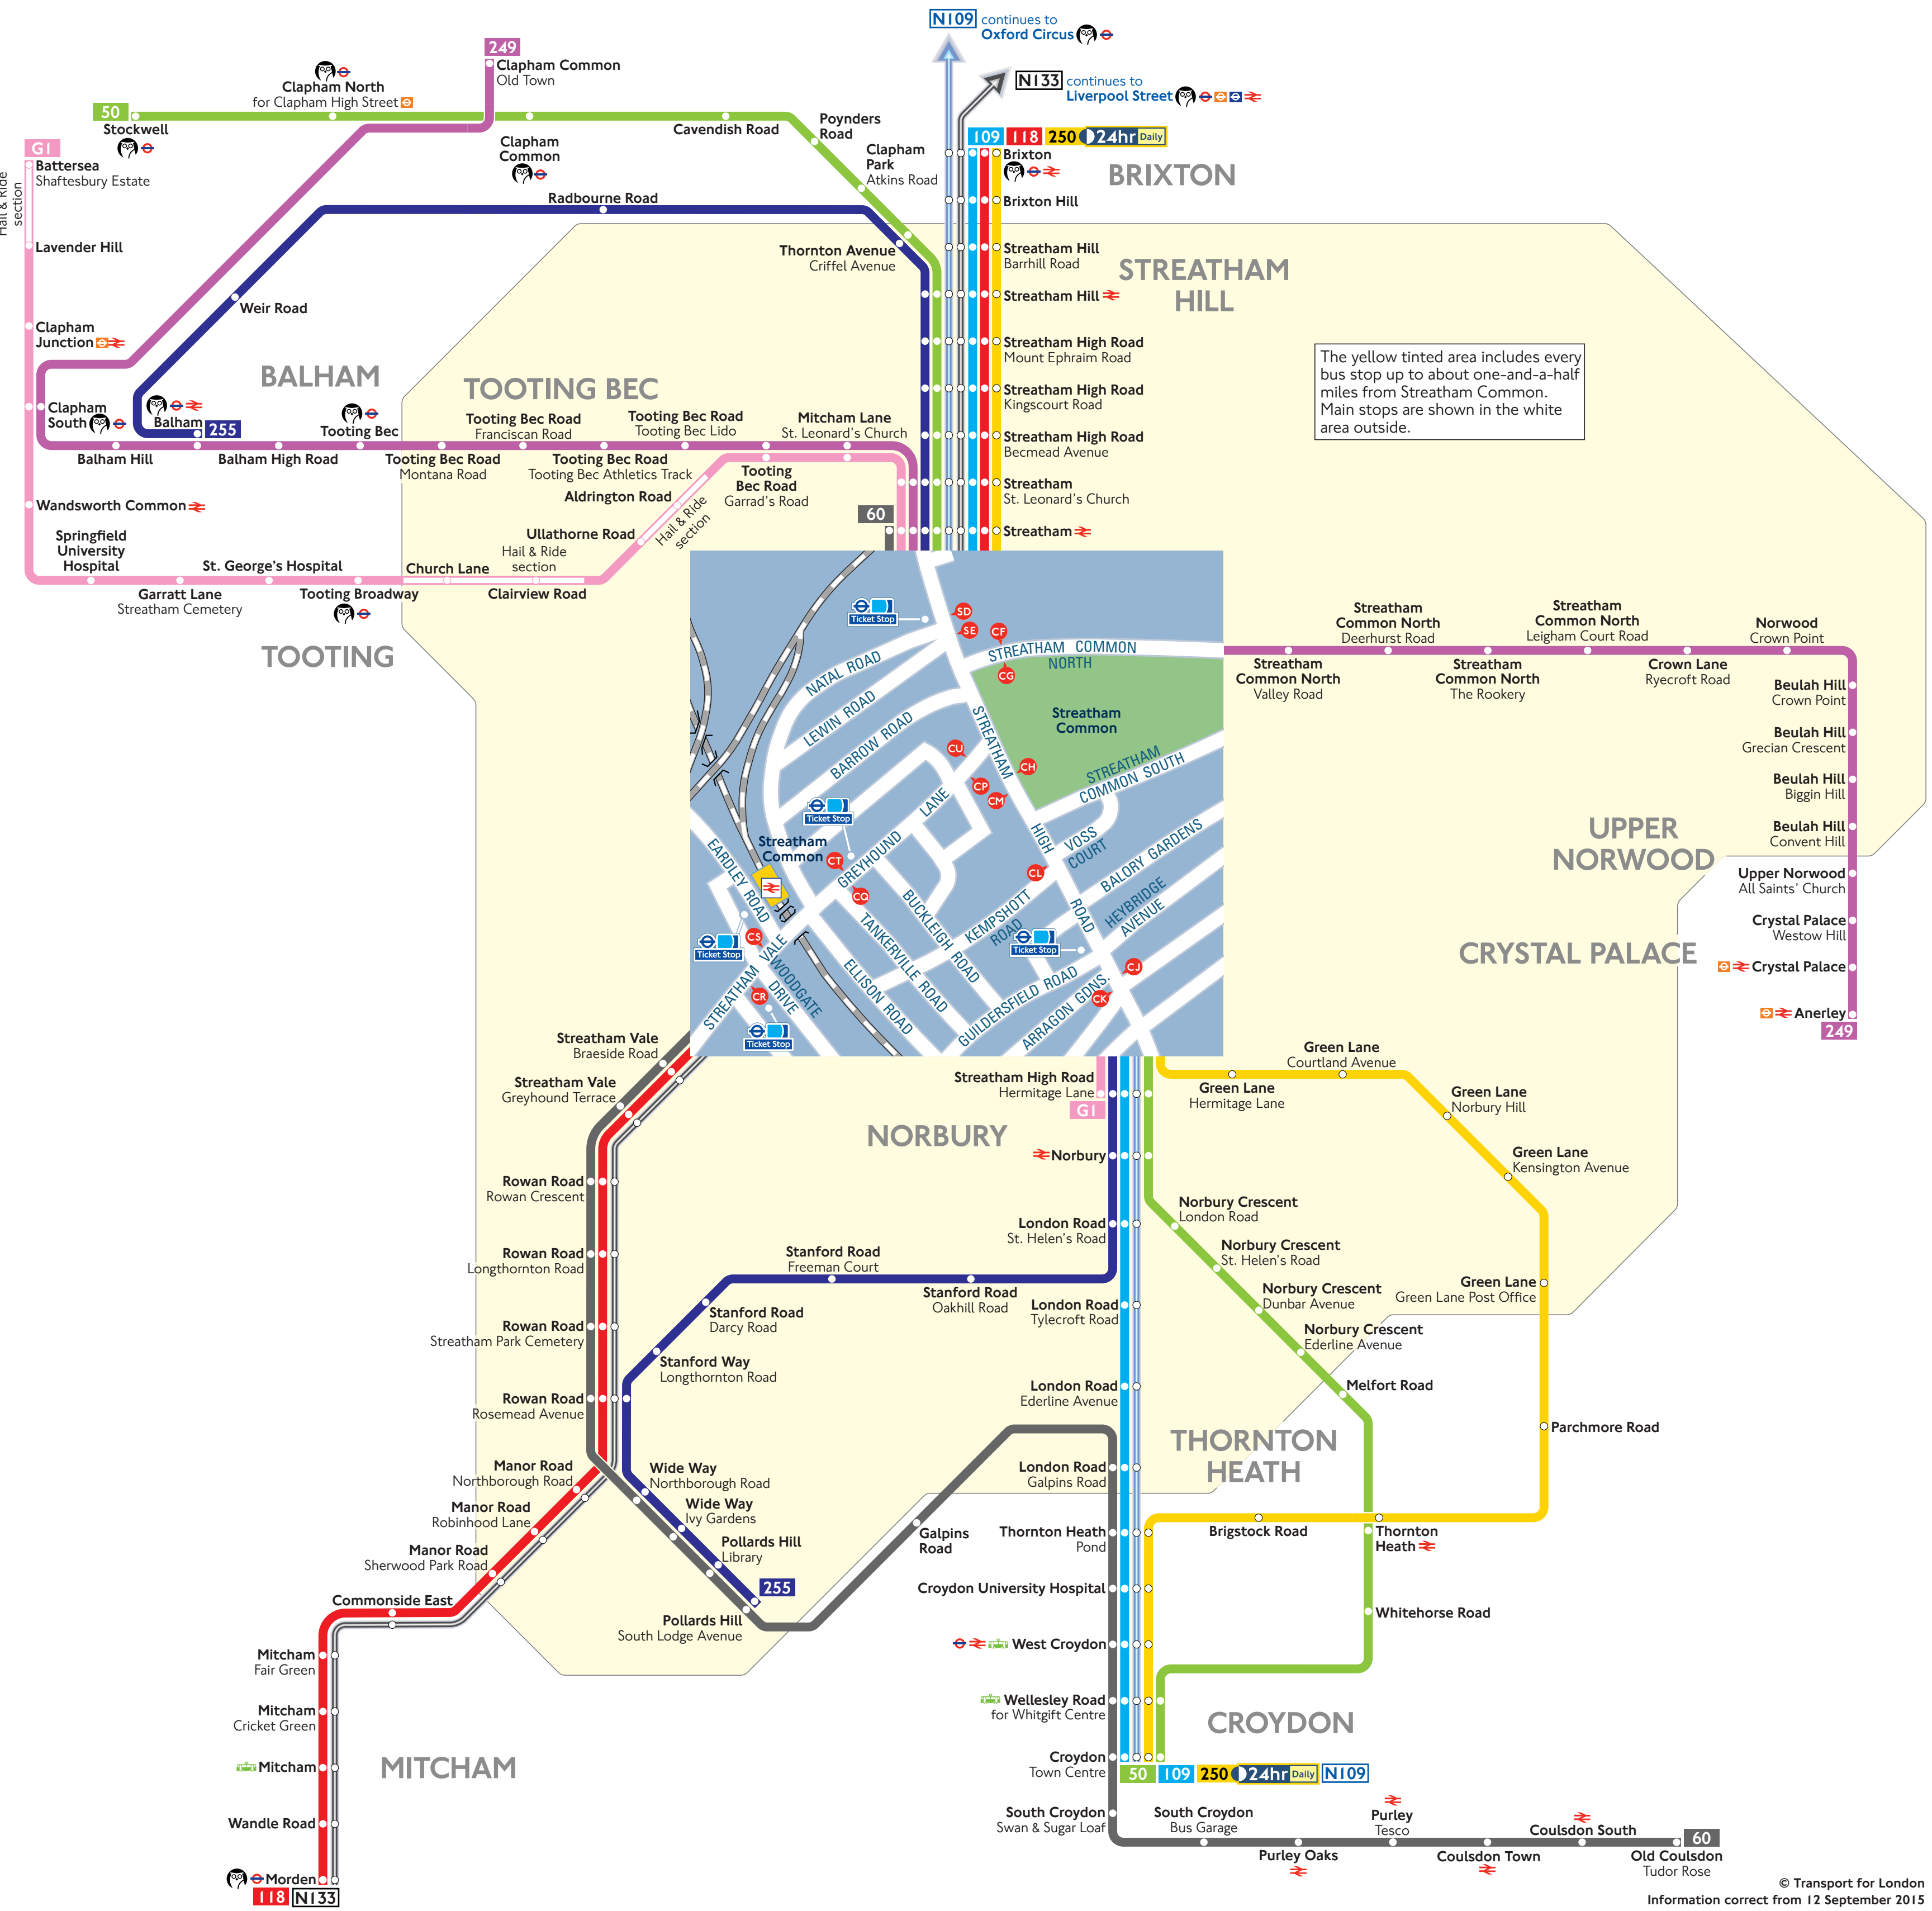 N109 continues to
Oxford Circus
N133 continues to
Liverpool Street
249
Clapham Common
Old Town
Clapham North
for Clapham High Street
50
Stockwell
Clapham
Common
Cavendish Road
Poynders
Road
Clapham
Park
Atkins Road
109 118 250 24hr Daily
Brixton
BRIXTON
Brixton Hill
G1
Battersea
Shaftesbury Estate
Hail & Ride
section
Lavender Hill
Radbourne Road
Thornton Avenue
Criffel Avenue
Streatham Hill
Barrhill Road
STREATHAM
HILL
Streatham Hill
Weir Road
Clapham
Junction
Streatham High Road
Mount Ephraim Road
The yellow tinted area includes every
bus stop up to about one-and-a-half
miles from Streatham Common.
Main stops are shown in the white
area outside.
BALHAM
TOOTING BEC
Streatham High Road
Kingscourt Road
Clapham
South
Balham
255
Tooting Bec
Tooting Bec Road
Franciscan Road
Tooting Bec Road
Tooting Bec Lido
Mitcham Lane
St. Leonard's Church
Streatham High Road
Becmead Avenue
Balham Hill
Balham High Road
Tooting Bec Road
Montana Road
Tooting Bec Road
Tooting Bec Athletics Track
Tooting
Bec Road
Garrad's Road
Streatham
St. Leonard's Church
Aldrington Road
Wandsworth Common
Ullathorne Road
Hail & Ride
section
60
Streatham
Springfield
University
Hospital
St. George's Hospital
Hail & Ride
section
Church Lane
Garratt Lane
Streatham Cemetery
Tooting Broadway
Clairview Road
TOOTING
Ticket Stop
SD
SE
CF
STREATHAM COMMON
NORTH
CG
NATAL ROAD
LEWIN ROAD
BARROW ROAD
Streatham
Common
STREATHAM
HIGH
ROAD
CU
CH
CP
CM
STREATHAM
COMMON SOUTH
Ticket Stop
Streatham
Common
CT
GREYHOUND
LANE
VOSS
COURT
CL
BALORY GARDENS
EARDLEY ROAD
CQ
BUCKLEIGH ROAD
KEMPSHOTT
ROAD
HEYBRIDGE
AVENUE
Ticket Stop
CS
Ticket Stop
TANKERVILLE ROAD
ELLISON ROAD
WOODGATE
DRIVE
STREATHAM VALE
CR
GUILDERSFIELD ROAD
ARRAGON GDNS.
CJ
CK
Ticket Stop
Streatham
Common North
Valley Road
Streatham
Common North
Deerhurst Road
Streatham
Common North
The Rookery
Streatham
Common North
Leigham Court Road
Crown Lane
Ryecroft Road
Norwood
Crown Point
Beulah Hill
Crown Point
Beulah Hill
Grecian Crescent
Beulah Hill
Biggin Hill
Beulah Hill
Convent Hill
UPPER
NORWOOD
Upper Norwood
All Saints' Church
Crystal Palace
Westow Hill
CRYSTAL PALACE
Crystal Palace
Anerley
249
Streatham Vale
Braeside Road
Streatham Vale
Greyhound Terrace
Streatham High Road
Hermitage Lane
G1
NORBURY
Norbury
Green Lane
Hermitage Lane
Green Lane
Courtland Avenue
Green Lane
Norbury Hill
Green Lane
Kensington Avenue
Rowan Road
Rowan Crescent
London Road
St. Helen's Road
Norbury Crescent
London Road
Norbury Crescent
St. Helen's Road
Norbury Crescent
Dunbar Avenue
Norbury Crescent
Ederline Avenue
Green Lane
Green Lane Post Office
Rowan Road
Longthornton Road
Stanford Road
Freeman Court
Stanford Road
Oakhill Road
London Road
Tylecroft Road
Stanford Road
Darcy Road
Rowan Road
Streatham Park Cemetery
Stanford Way
Longthornton Road
Rowan Road
Rosemead Avenue
London Road
Ederline Avenue
Melfort Road
Parchmore Road
THORNTON
HEATH
Manor Road
Northborough Road
Wide Way
Northborough Road
London Road
Galpins Road
Manor Road
Robinhood Lane
Wide Way
Ivy Gardens
Galpins
Road
Thornton Heath
Pond
Brigstock Road
Thornton
Heath
Manor Road
Sherwood Park Road
Pollards Hill
Library
255
Croydon University Hospital
Commonside East
Pollards Hill
South Lodge Avenue
Whitehorse Road
Mitcham
Fair Green
West Croydon
Mitcham
Cricket Green
Wellesley Road
for Whitgift Centre
CROYDON
Mitcham
MITCHAM
Croydon
Town Centre
50 109 250 24hr Daily N109
Wandle Road
South Croydon
Swan & Sugar Loaf
South Croydon
Bus Garage
Purley
Tesco
Coulsdon South
60
Purley Oaks
Coulsdon Town
Old Coulsdon
Tudor Rose
Morden
118 N133
© Transport for London
Information correct from 12 September 2015